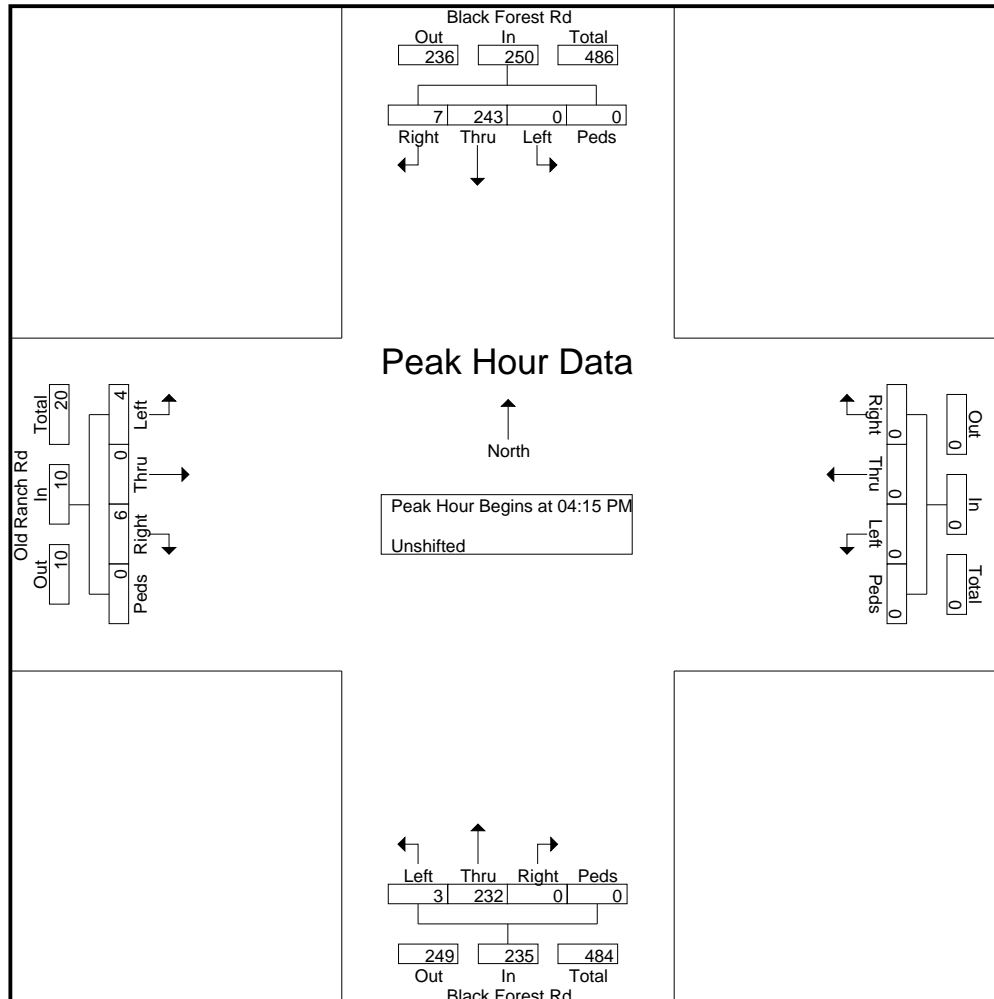 Black Forest Rd
Out In Total
236 250 486
7 243 0 0
Right Thru Left Peds
Peak Hour Data
North
Peak Hour Begins at 04:15 PM
Unshifted
Old Ranch Rd
Out In Total
10 10 20
Left Thru Right Peds
4 0 6 0
Right Thru Left Peds
0 0 0 0
Out In Total
0 0 0
Left Thru Right Peds
3 232 0 0
249 235 484
Out In Total
Black Forest Rd